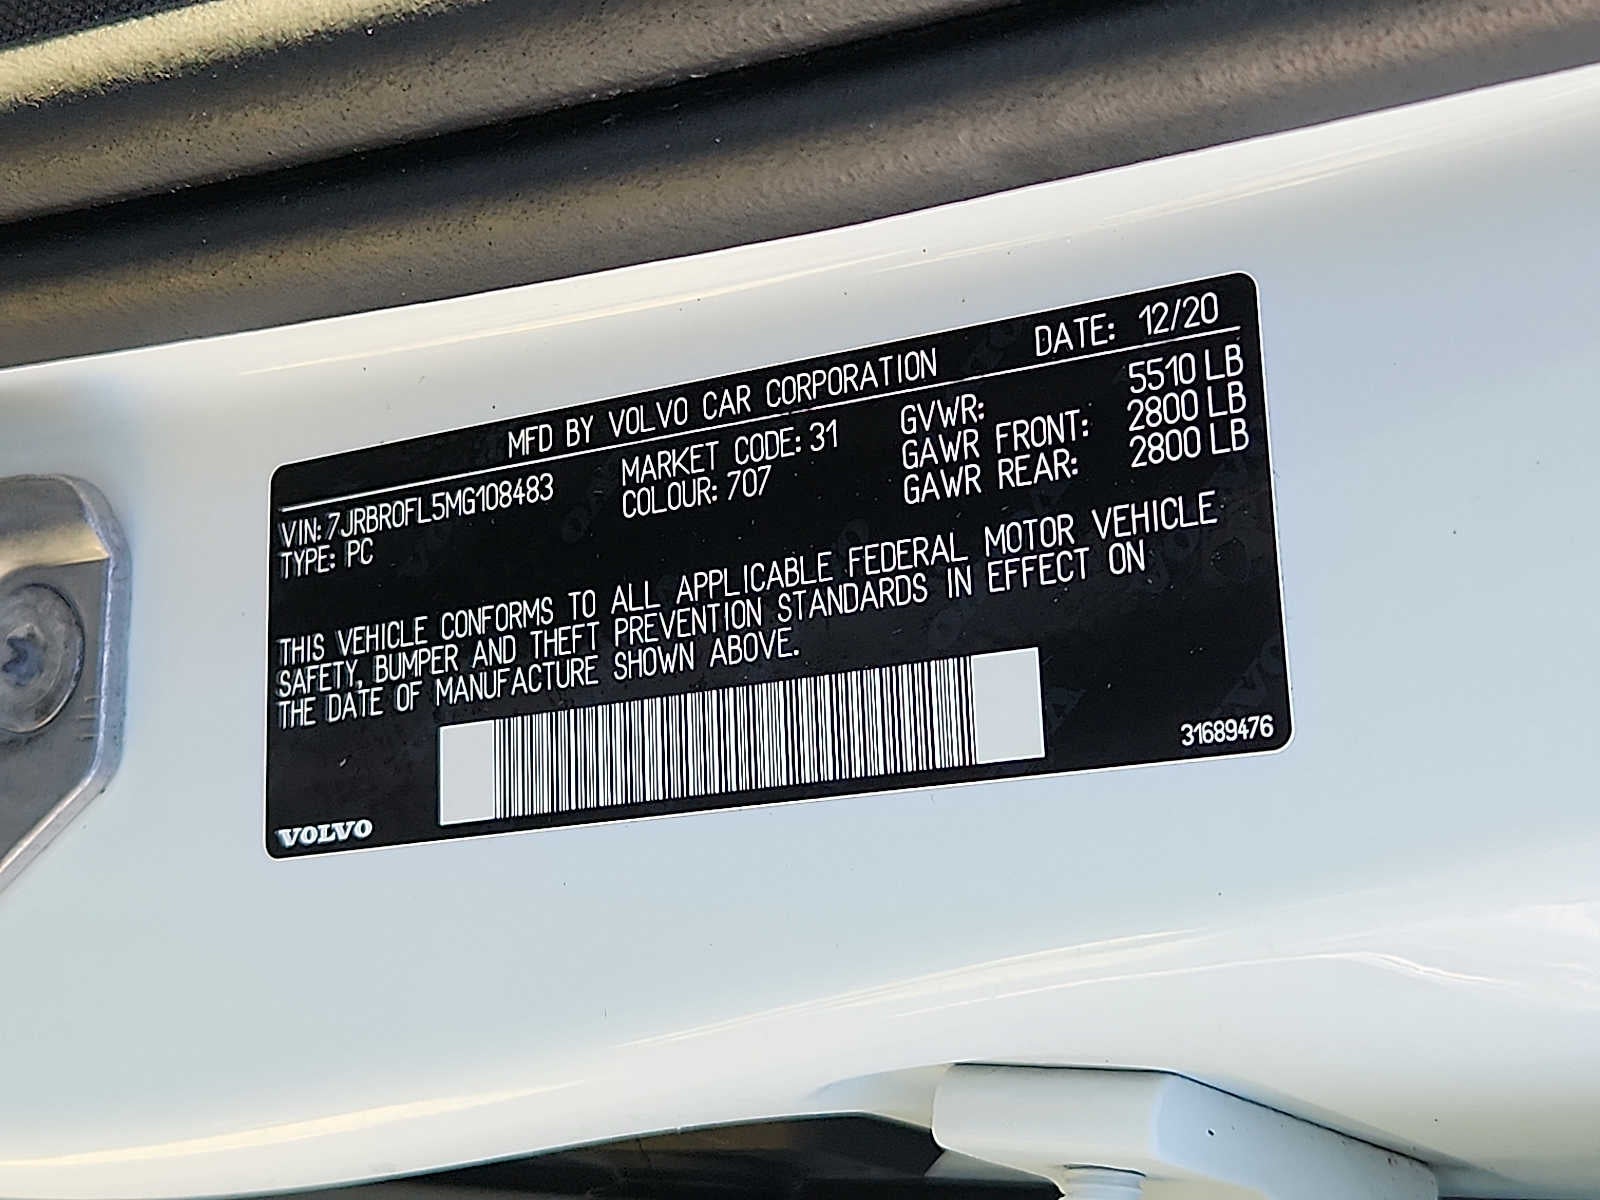 MFD BY VOLVO CAR CORPORATION DATE: 12/20
VIN: 7JRBR0FL5MG108483 MARKET CODE: 31 GVWR: 5510 LB
TYPE: PC COLOUR: 707 GAWR FRONT: 2800 LB
GAWR REAR: 2800 LB
THIS VEHICLE CONFORMS TO ALL APPLICABLE FEDERAL MOTOR VEHICLE
SAFETY, BUMPER AND THEFT PREVENTION STANDARDS IN EFFECT ON
THE DATE OF MANUFACTURE SHOWN ABOVE.
31689476
VOLVO